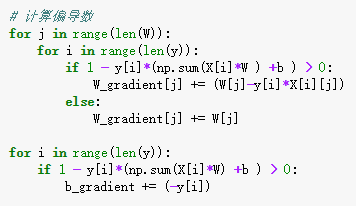 # 计算偏导数
for j in range(len(W)):
    for i in range(len(y)):
        if 1 - y[i]*(np.sum(X[i]*W ) +b ) > 0:
            W_gradient[j] += (W[j]-y[i]*X[i][j])
        else:
            W_gradient[j] += W[j]

for i in range(len(y)):
    if 1 - y[i]*(np.sum(X[i]*W) +b ) > 0:
        b_gradient += (-y[i])